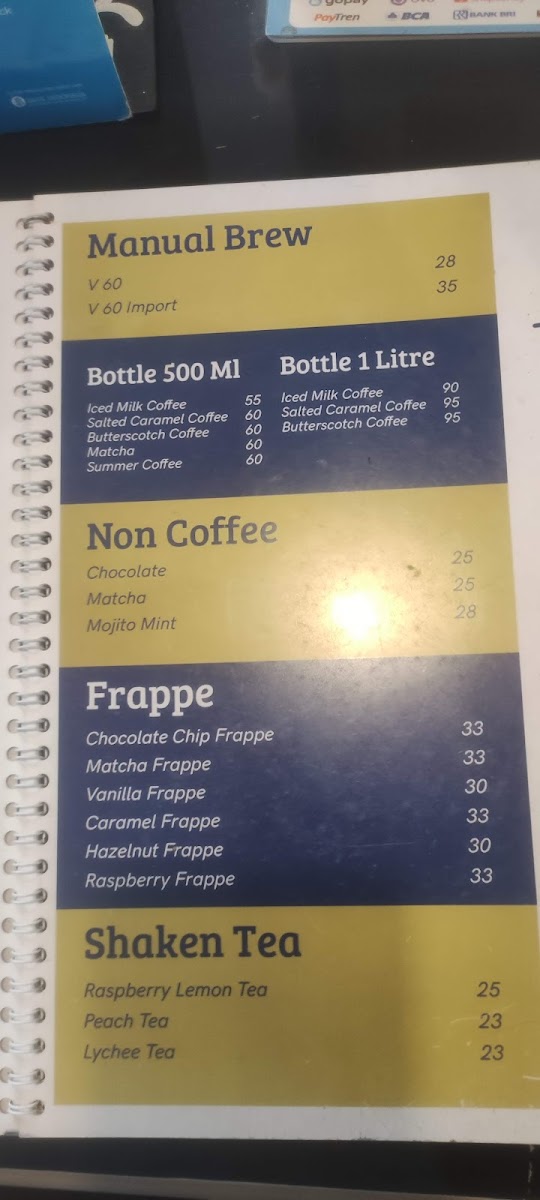 gopay
PayTren BCA BANK BRI
Manual Brew
V 60 28
V 60 Import 35
Bottle 500 Ml
Iced Milk Coffee 55
Salted Caramel Coffee 60
Butterscotch Coffee 60
Matcha 60
Summer Coffee 60
Bottle 1 Litre
Iced Milk Coffee 90
Salted Caramel Coffee 95
Butterscotch Coffee 95
Non Coffee
Chocolate 25
Matcha 25
Mojito Mint 28
Frappe
Chocolate Chip Frappe 33
Matcha Frappe 33
Vanilla Frappe 30
Caramel Frappe 33
Hazelnut Frappe 30
Raspberry Frappe 33
Shaken Tea
Raspberry Lemon Tea 25
Peach Tea 23
Lychee Tea 23